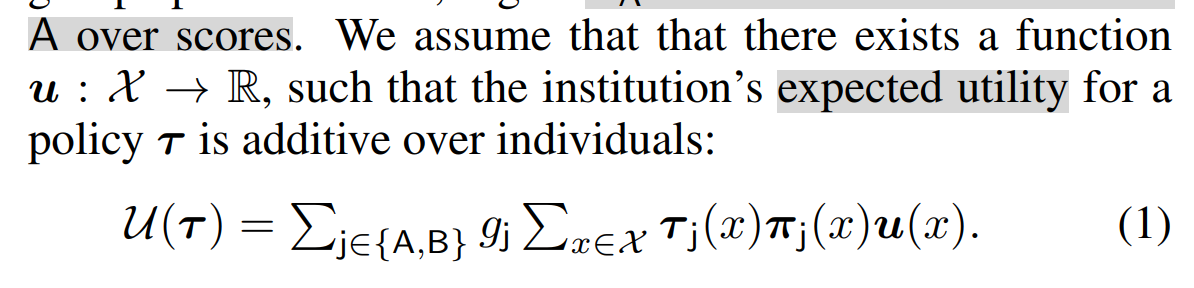 A over scores. We assume that that there exists a function
u : 𝒳 → ℝ, such that the institution's expected utility for a
policy τ is additive over individuals:
𝒰(τ) = ∑_{j∈{A,B}} g_j ∑_{x∈𝒳} τ_j(x)π_j(x)u(x). (1)